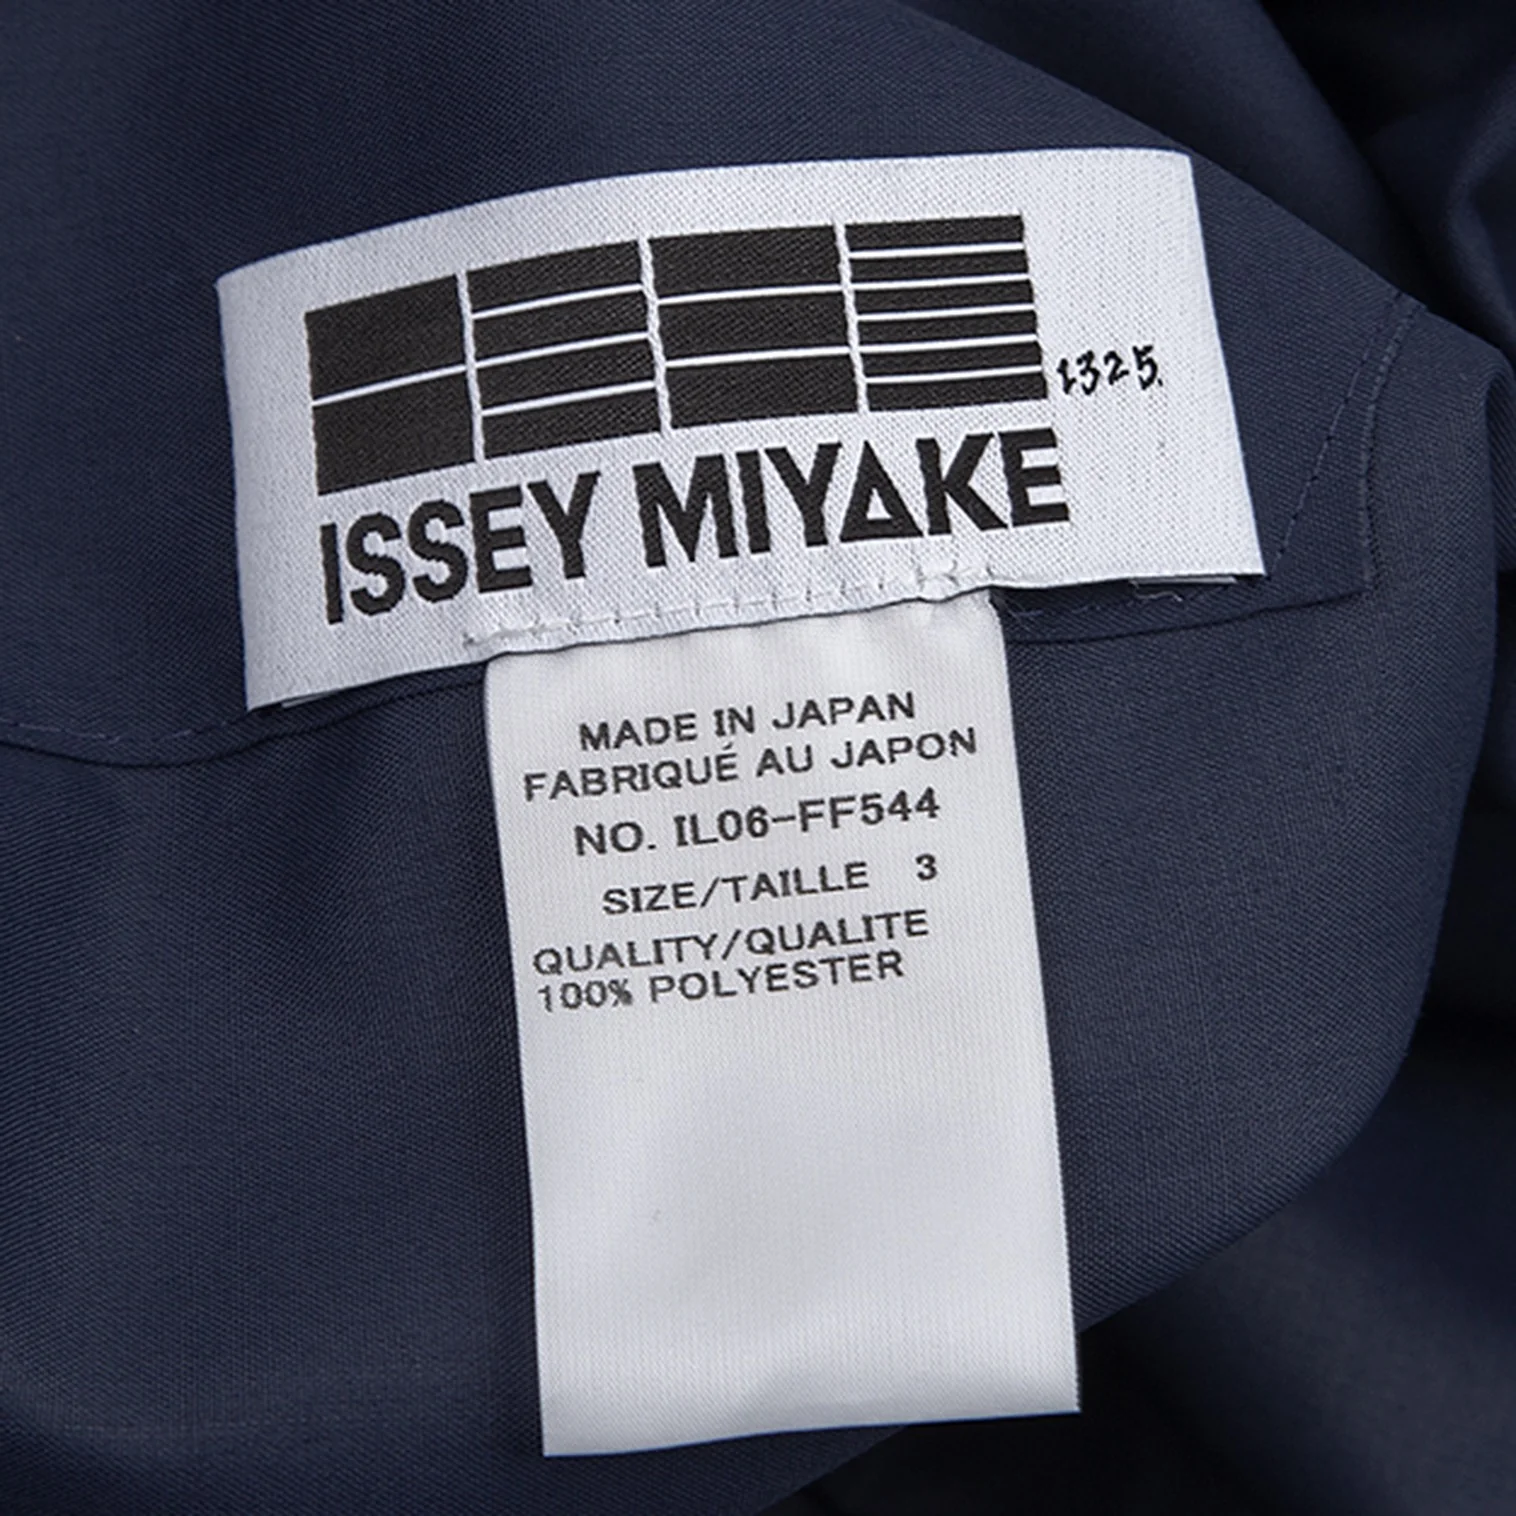 1325.
ISSEY MIYAKE
MADE IN JAPAN
FABRIQUÉ AU JAPON
NO. IL06-FF544
SIZE/TAILLE 3
QUALITY/QUALITE
100% POLYESTER